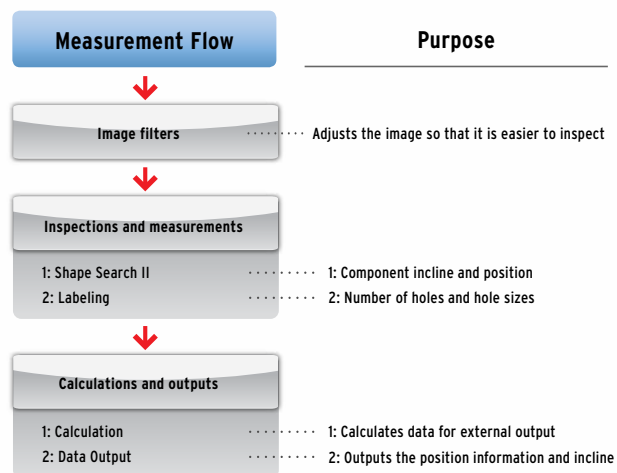 Measurement Flow Purpose
Image filters ········· Adjusts the image so that it is easier to inspect
Inspections and measurements
1: Shape Search II ········· 1: Component incline and position
2: Labeling ········· 2: Number of holes and hole sizes
Calculations and outputs
1: Calculation ········· 1: Calculates data for external output
2: Data Output ········· 2: Outputs the position information and incline